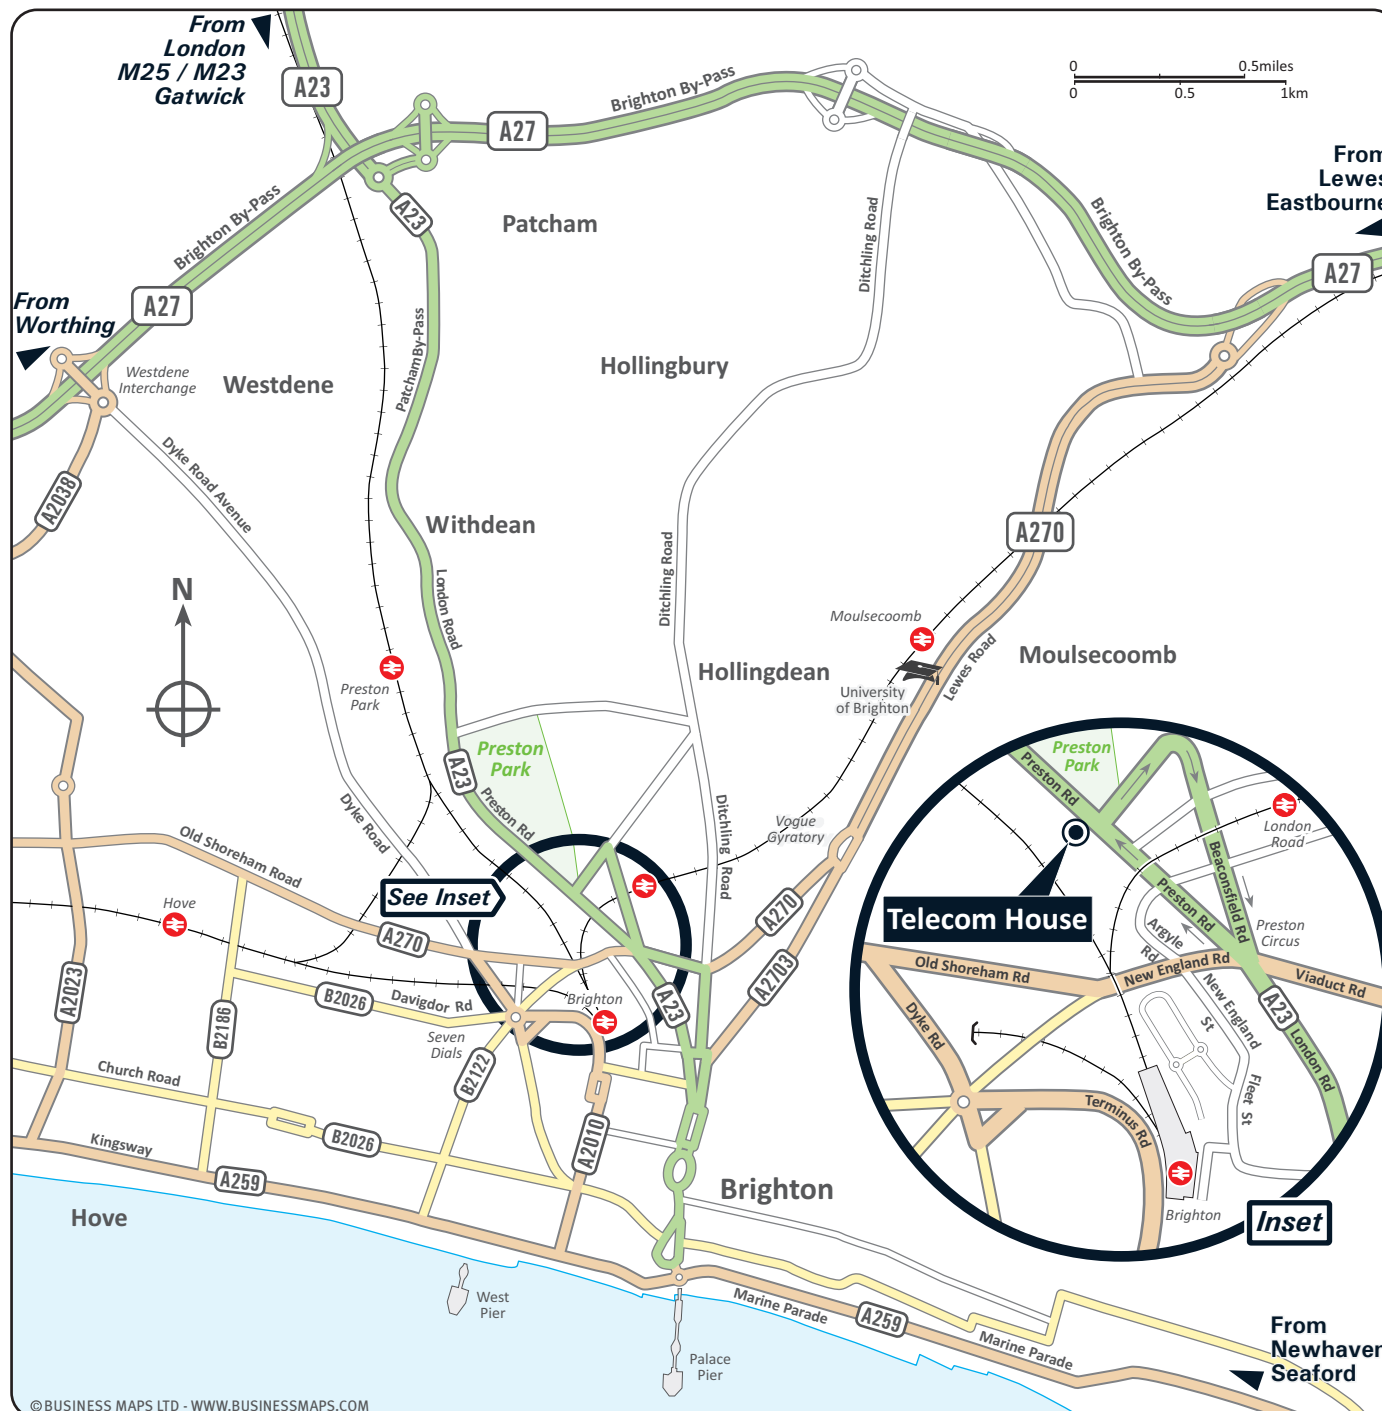 From
London
M25 / M23
Gatwick
A23
A27
Brighton By-Pass
0 0.5miles
0 0.5 1km
From
Lewes
Eastbourne
A27
Brighton By-Pass
A23
Patcham
Ditchling Road
Brighton By-Pass
A27
From
Worthing
Westdene
Interchange
Westdene
Patcham By-Pass
Hollingbury
A2038
Dyke Road Avenue
Withdean
London Road
Ditchling Road
A270
N
Moulsecoomb
Preston
Park
Hollingdean
University
of Brighton
Lewes Road
Moulsecoomb
A23
Preston
Park
Preston Rd
Dyke Road
Ditchling Road
Vogue
Gyratory
Old Shoreham Road
See Inset
Hove
A270
A270
A2703
A2023
B2186
B2026
Davigdor Rd
Seven
Dials
Brighton
A23
B2122
Church Road
Kingsway
B2026
A2010
A259
Hove
Brighton
West
Pier
Palace
Pier
Marine Parade
A259
Marine Parade
From
Newhaven
Seaford
Preston Rd
Preston
Park
London
Road
Telecom House
Beaconsfield Rd
Preston Rd
Argyle
Rd
Preston
Circus
Old Shoreham Rd
New England Rd
Viaduct Rd
Dyke Rd
New England
St
A23
London Rd
Fleet St
Terminus Rd
Brighton
Inset
© BUSINESS MAPS LTD - WWW.BUSINESSMAPS.COM